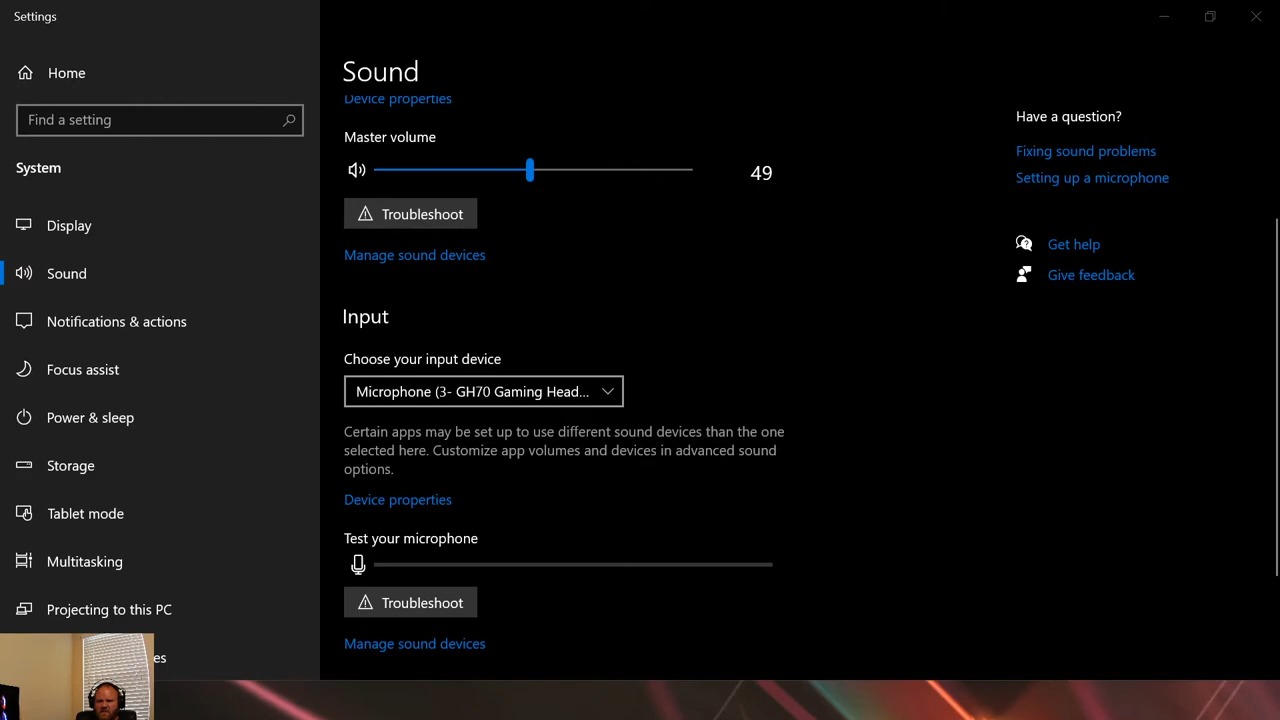 Settings
Home
Find a setting
System
Display
Sound
Notifications & actions
Focus assist
Power & sleep
Storage
Tablet mode
Multitasking
Projecting to this PC
Sound
Device properties
Master volume
49
Troubleshoot
Manage sound devices
Input
Choose your input device
Microphone (3- GH70 Gaming Head...
Certain apps may be set up to use different sound devices than the one
selected here. Customize app volumes and devices in advanced sound
options.
Device properties
Test your microphone
Troubleshoot
Manage sound devices
Have a question?
Fixing sound problems
Setting up a microphone
Get help
Give feedback